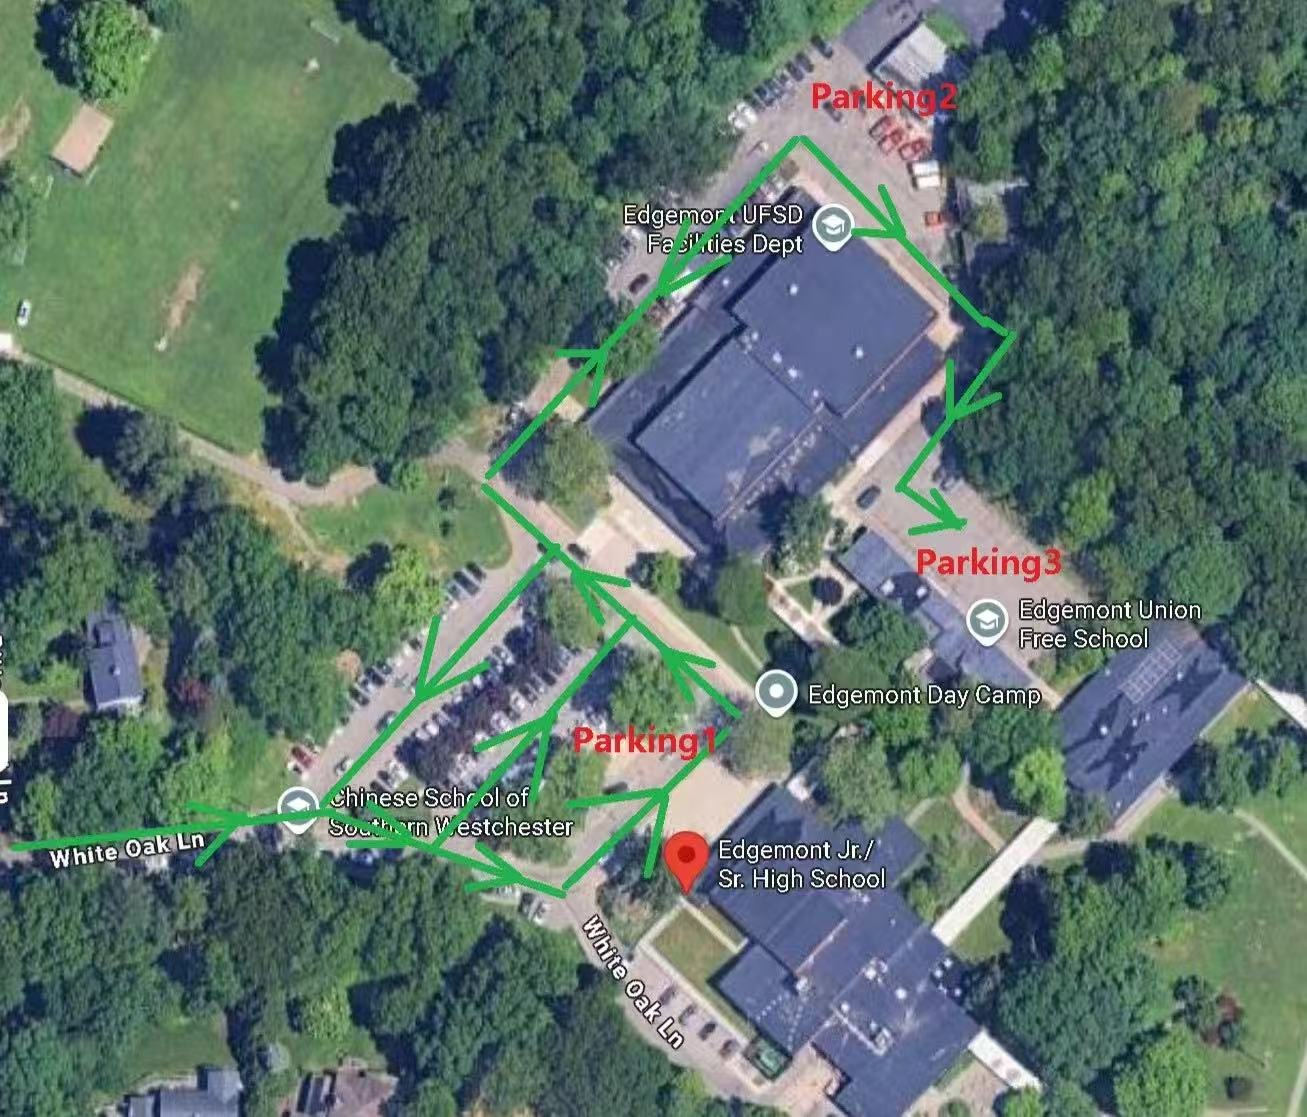 Parking2
Edgemont UFSD
Facilities Dept
Parking3
Edgemont Union
Free School
Edgemont Day Camp
Parking1
Chinese School of
Southern Westchester
White Oak Ln
Edgemont Jr./
Sr. High School
White Oak Ln